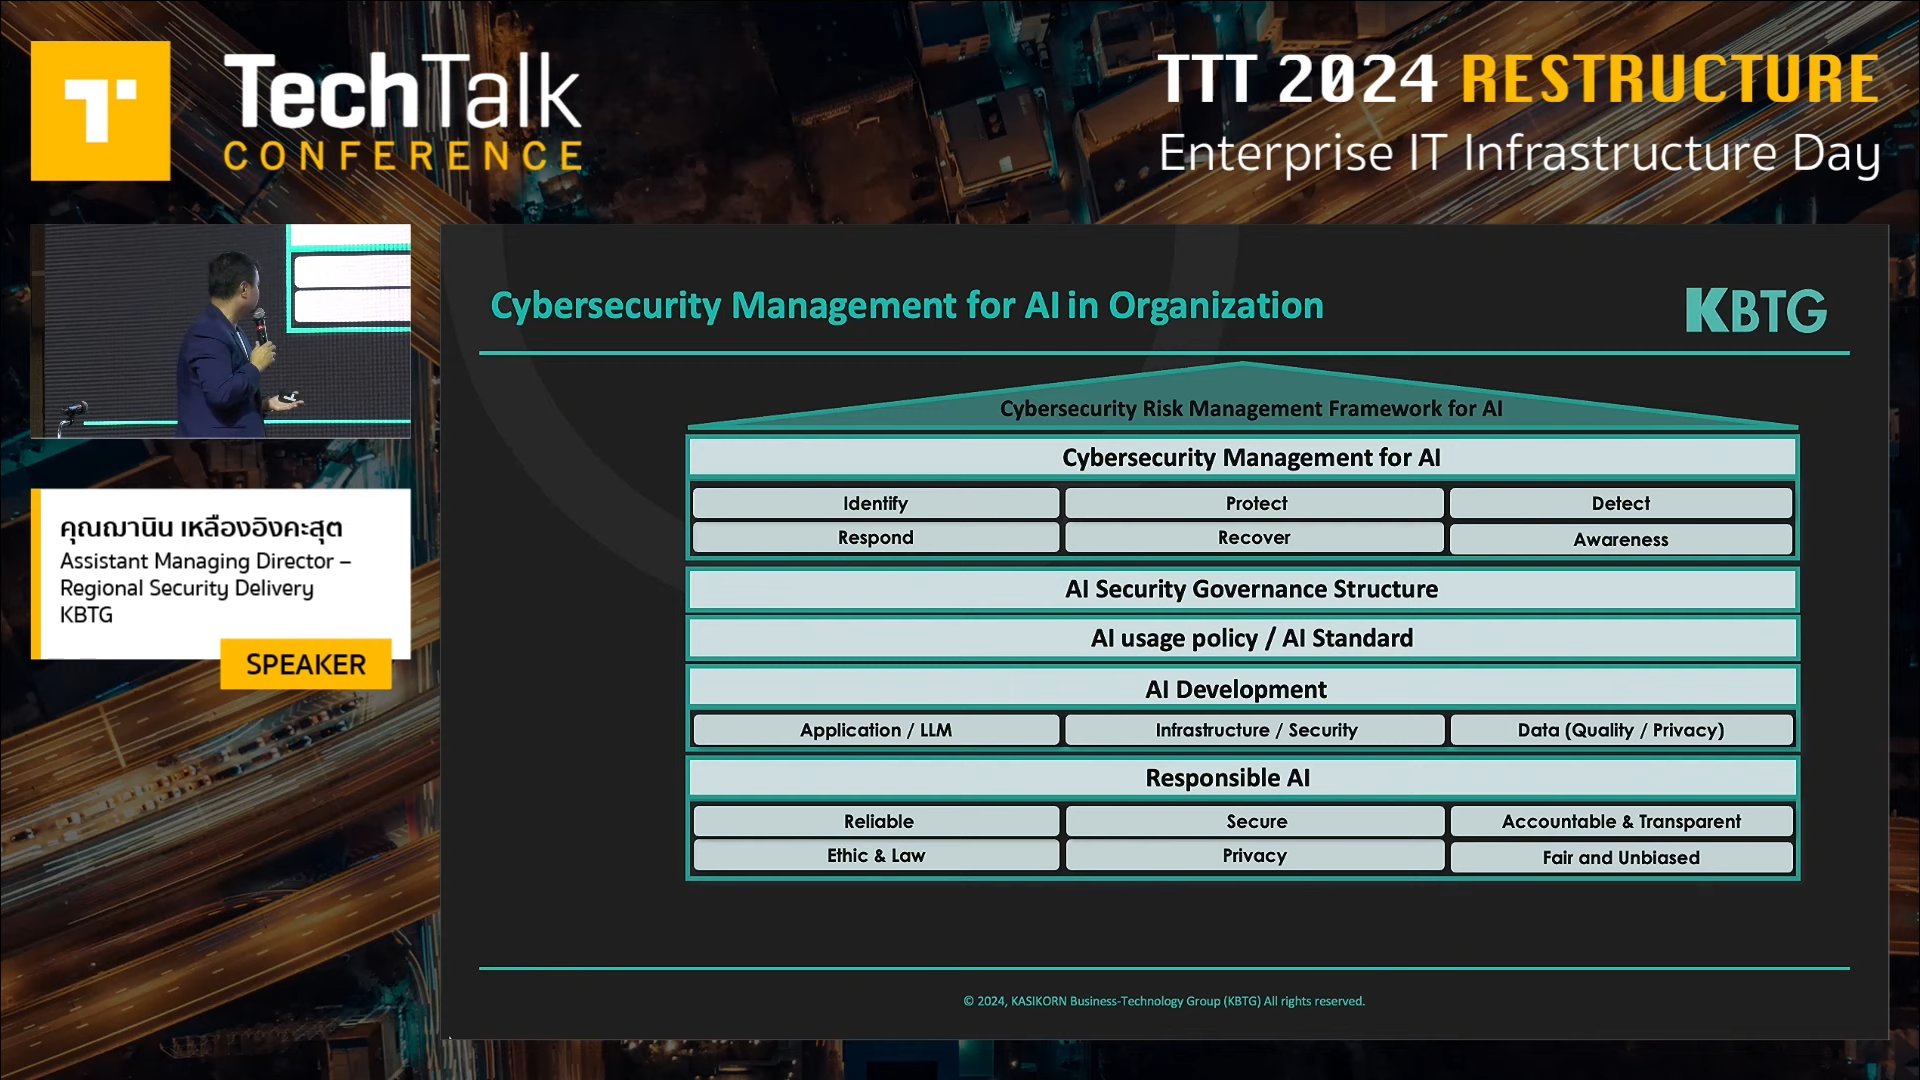 TechTalk
CONFERENCE
TTT 2024 RESTRUCTURE
Enterprise IT Infrastructure Day
คุณฌานิน เหลืองอิงคะสุต
Assistant Managing Director –
Regional Security Delivery
KBTG
SPEAKER
Cybersecurity Management for AI in Organization
KBTG
Cybersecurity Risk Management Framework for AI
Cybersecurity Management for AI
Identify
Protect
Detect
Respond
Recover
Awareness
AI Security Governance Structure
AI usage policy / AI Standard
AI Development
Application / LLM
Infrastructure / Security
Data (Quality / Privacy)
Responsible AI
Reliable
Secure
Accountable & Transparent
Ethic & Law
Privacy
Fair and Unbiased
© 2024, KASIKORN Business-Technology Group (KBTG) All rights reserved.